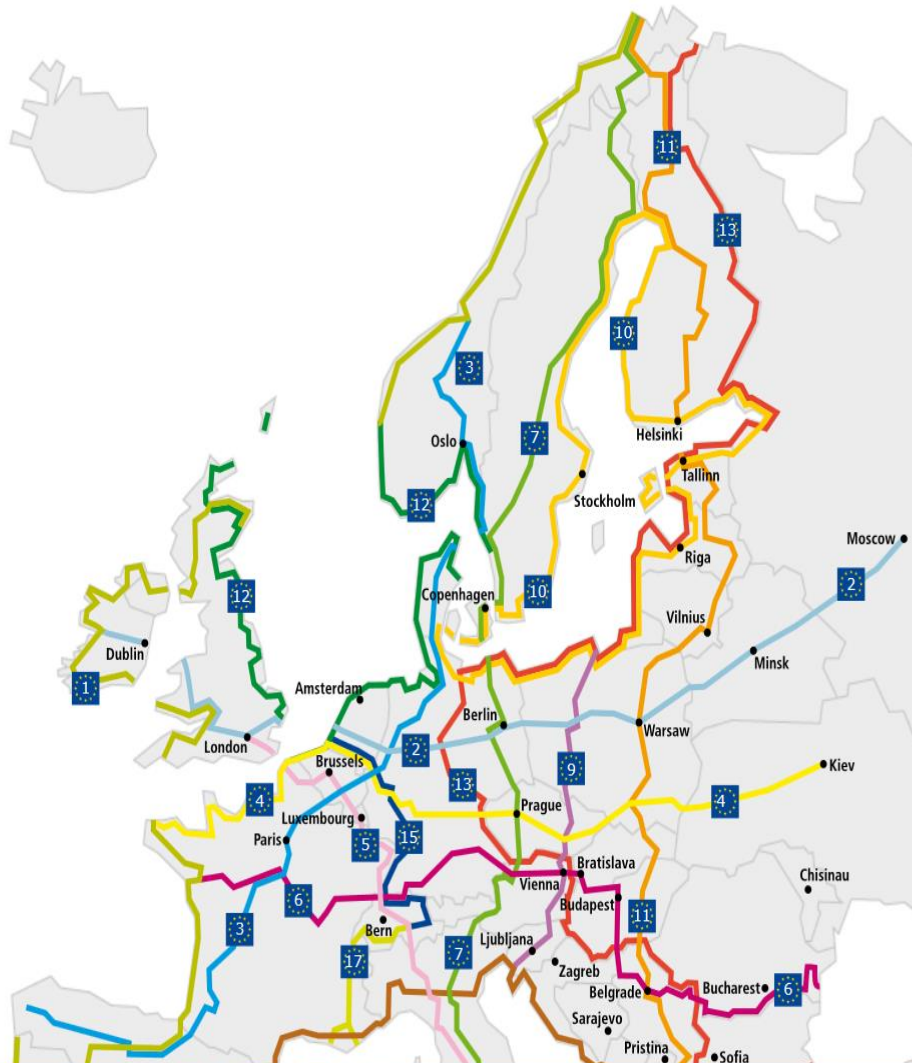 11
13
10
3
Oslo
Helsinki
7
Tallinn
Stockholm
12
Moscow
Riga
2
12
Copenhagen
10
Vilnius
Dublin
Minsk
1
Amsterdam
Berlin
Warsaw
London
2
Brussels
9
Kiev
13
4
4
Prague
Luxembourg
15
Paris
5
Bratislava
Vienna
Chisinau
6
Budapest
11
Bern
3
7
Ljubljana
17
Zagreb
Bucharest
6
Belgrade
Sarajevo
Pristina
Sofia